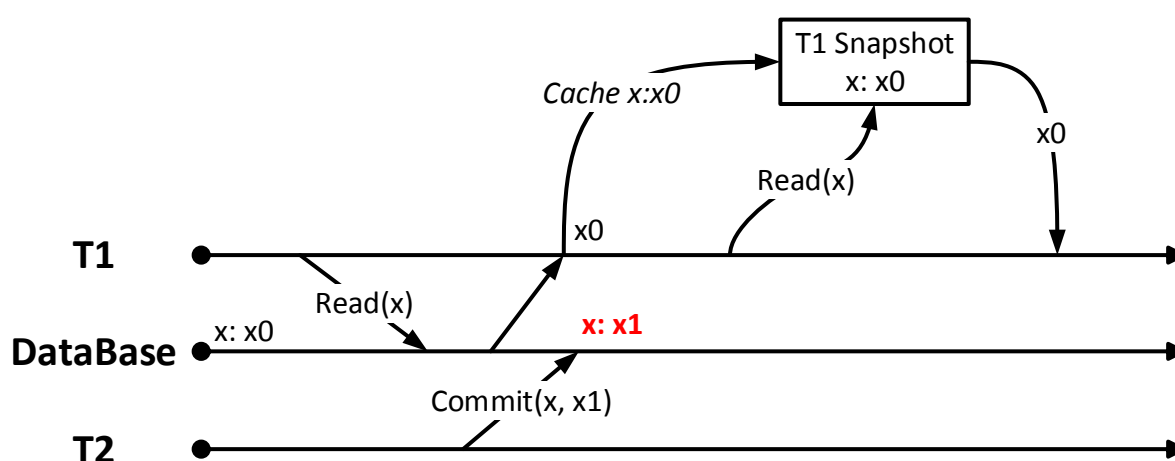 T1 Snapshot
x: x0
Cache x:x0
x0
Read(x)
x0
T1
Read(x)
x: x0
x: x1
DataBase
Commit(x, x1)
T2